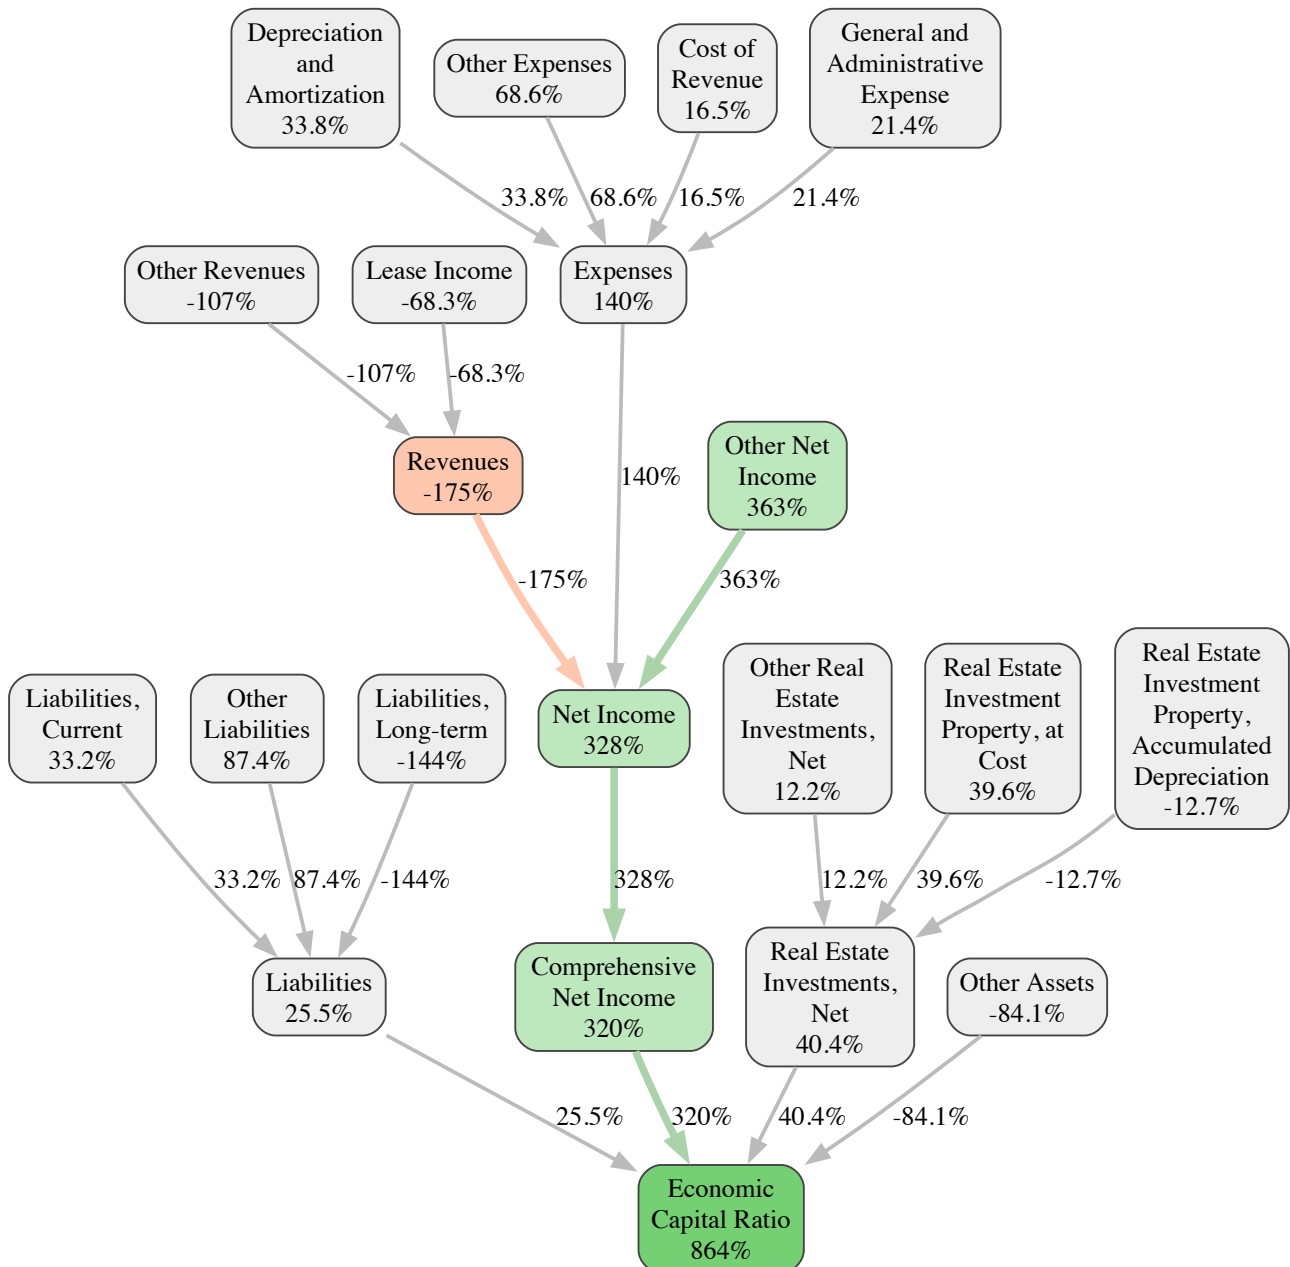 Depreciation
and
Amortization
33.8%
Other Expenses
68.6%
Cost of
Revenue
16.5%
General and
Administrative
Expense
21.4%
33.8%
68.6%
16.5%
21.4%
Other Revenues
-107%
Lease Income
-68.3%
Expenses
140%
-107%
-68.3%
Revenues
-175%
140%
Other Net
Income
363%
-175%
363%
Liabilities,
Current
33.2%
Other
Liabilities
87.4%
Liabilities,
Long-term
-144%
Net Income
328%
Other Real
Estate
Investments,
Net
12.2%
Real Estate
Investment
Property, at
Cost
39.6%
Real Estate
Investment
Property,
Accumulated
Depreciation
-12.7%
33.2%
87.4%
-144%
328%
12.2%
39.6%
-12.7%
Liabilities
25.5%
Comprehensive
Net Income
320%
Real Estate
Investments,
Net
40.4%
Other Assets
-84.1%
25.5%
320%
40.4%
-84.1%
Economic
Capital Ratio
864%